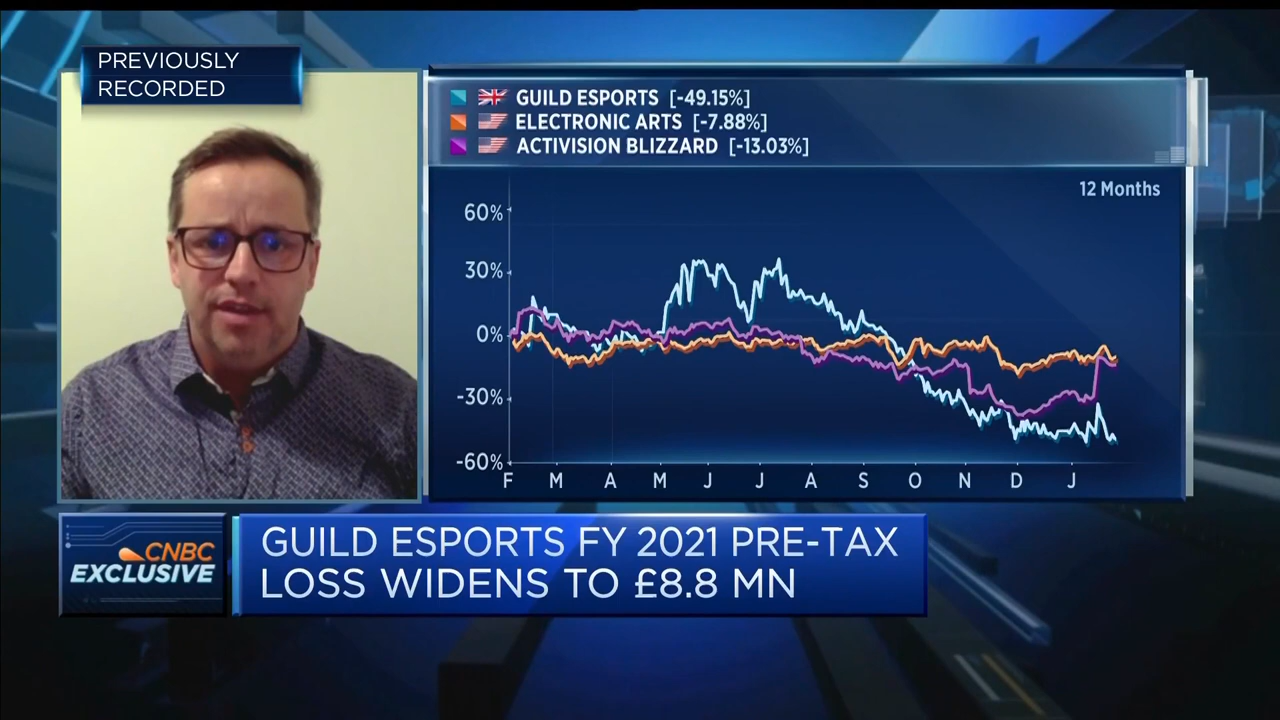 PREVIOUSLY
RECORDED
GUILD ESPORTS [-49.15%]
ELECTRONIC ARTS [-7.88%]
ACTIVISION BLIZZARD [-13.03%]
12 Months
60%
30%
0%
-30%
-60%
F M A M J J A S O N D J
CNBC
EXCLUSIVE
GUILD ESPORTS FY 2021 PRE-TAX
LOSS WIDENS TO £8.8 MN